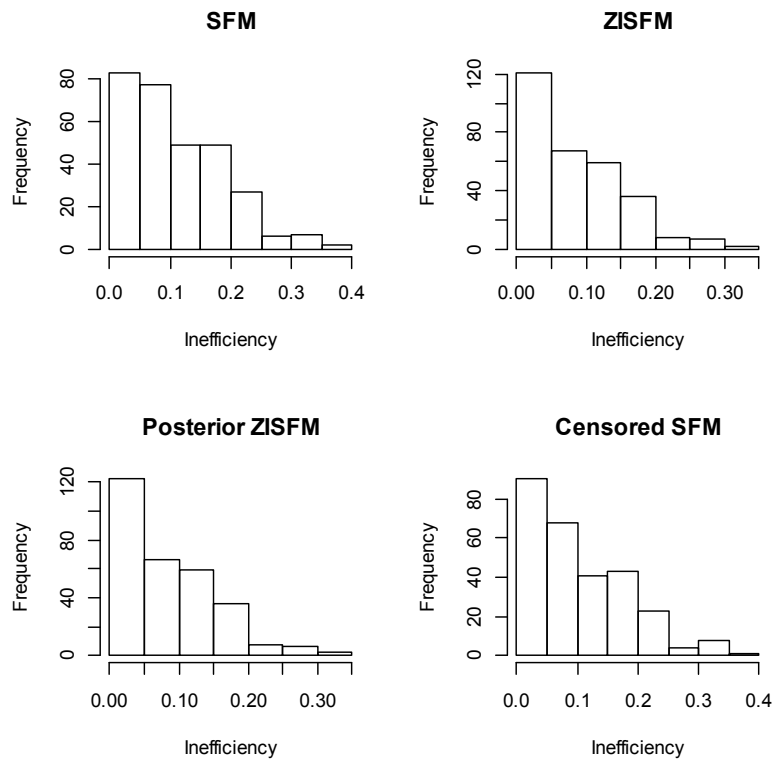 SFM
Frequency
0 20 40 60 80
0.0 0.1 0.2 0.3 0.4
Inefficiency
ZISFM
Frequency
0 40 80 120
0.00 0.10 0.20 0.30
Inefficiency
Posterior ZISFM
Frequency
0 40 80 120
0.00 0.10 0.20 0.30
Inefficiency
Censored SFM
Frequency
0 20 40 60 80
0.0 0.1 0.2 0.3 0.4
Inefficiency